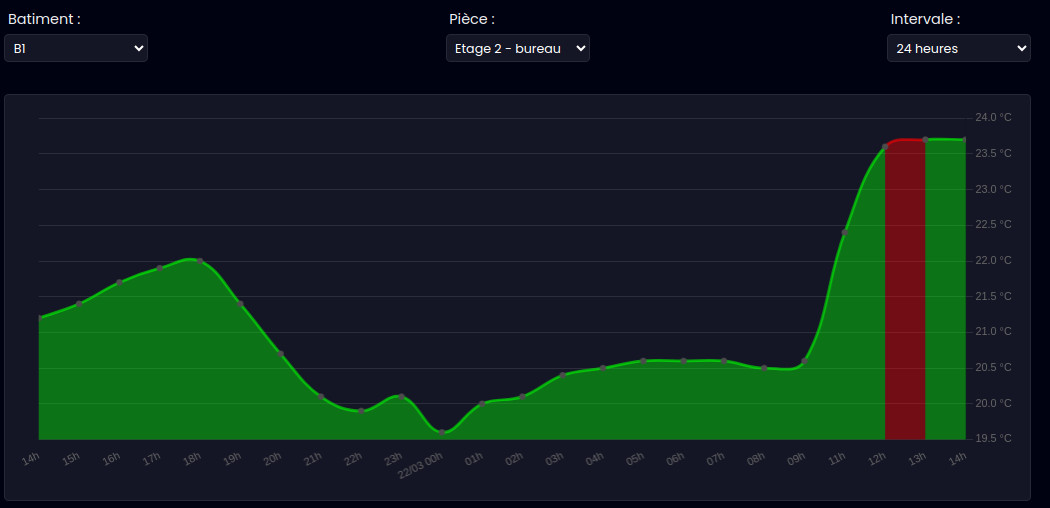 Batiment :
Pièce :
Intervale :
B1
Etage 2 - bureau
24 heures
24.0 °C
23.5 °C
23.0 °C
22.5 °C
22.0 °C
21.5 °C
21.0 °C
20.5 °C
20.0 °C
19.5 °C
14h 15h 16h 17h 18h 19h 20h 21h 22h 23h 22/03 00h 01h 02h 03h 04h 05h 06h 07h 08h 09h 11h 12h 13h 14h